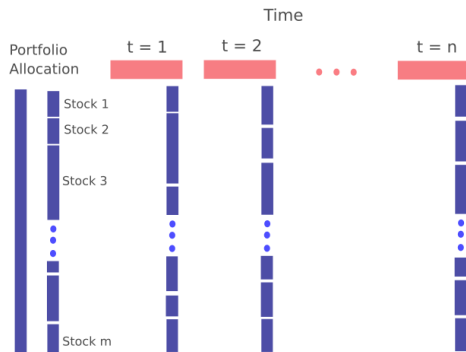 Time
Portfolio
Allocation
t = 1
t = 2
t = n
Stock 1
Stock 2
Stock 3
Stock m